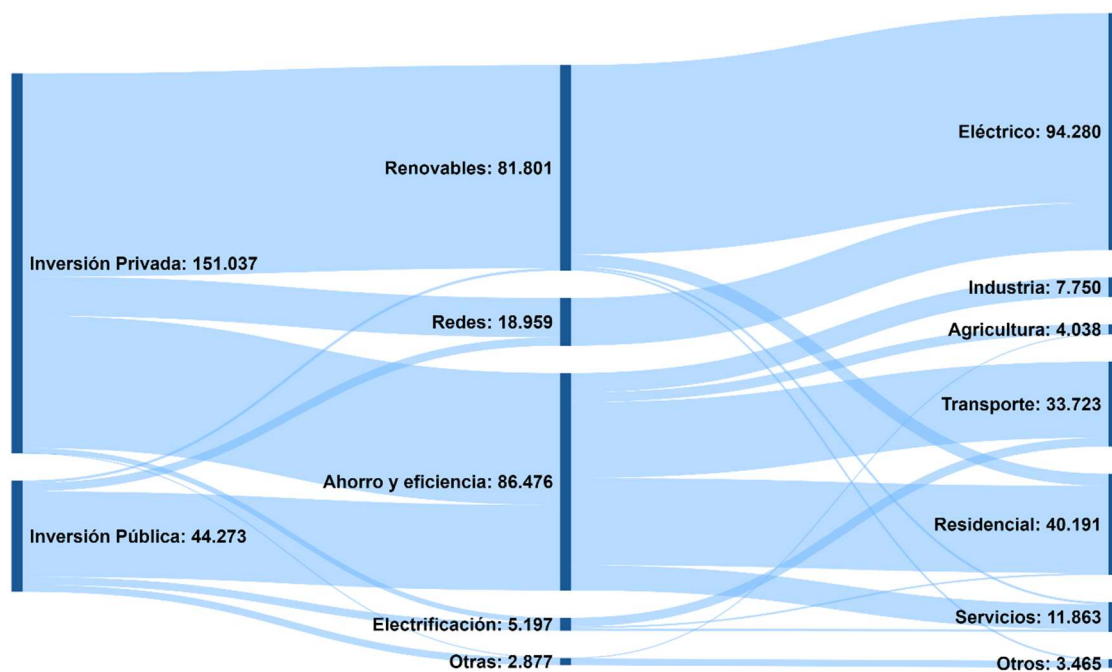 Inversión Privada: 151.037
Inversión Pública: 44.273
Renovables: 81.801
Redes: 18.959
Ahorro y eficiencia: 86.476
Electrificación: 5.197
Otras: 2.877
Eléctrico: 94.280
Industria: 7.750
Agricultura: 4.038
Transporte: 33.723
Residencial: 40.191
Servicios: 11.863
Otros: 3.465